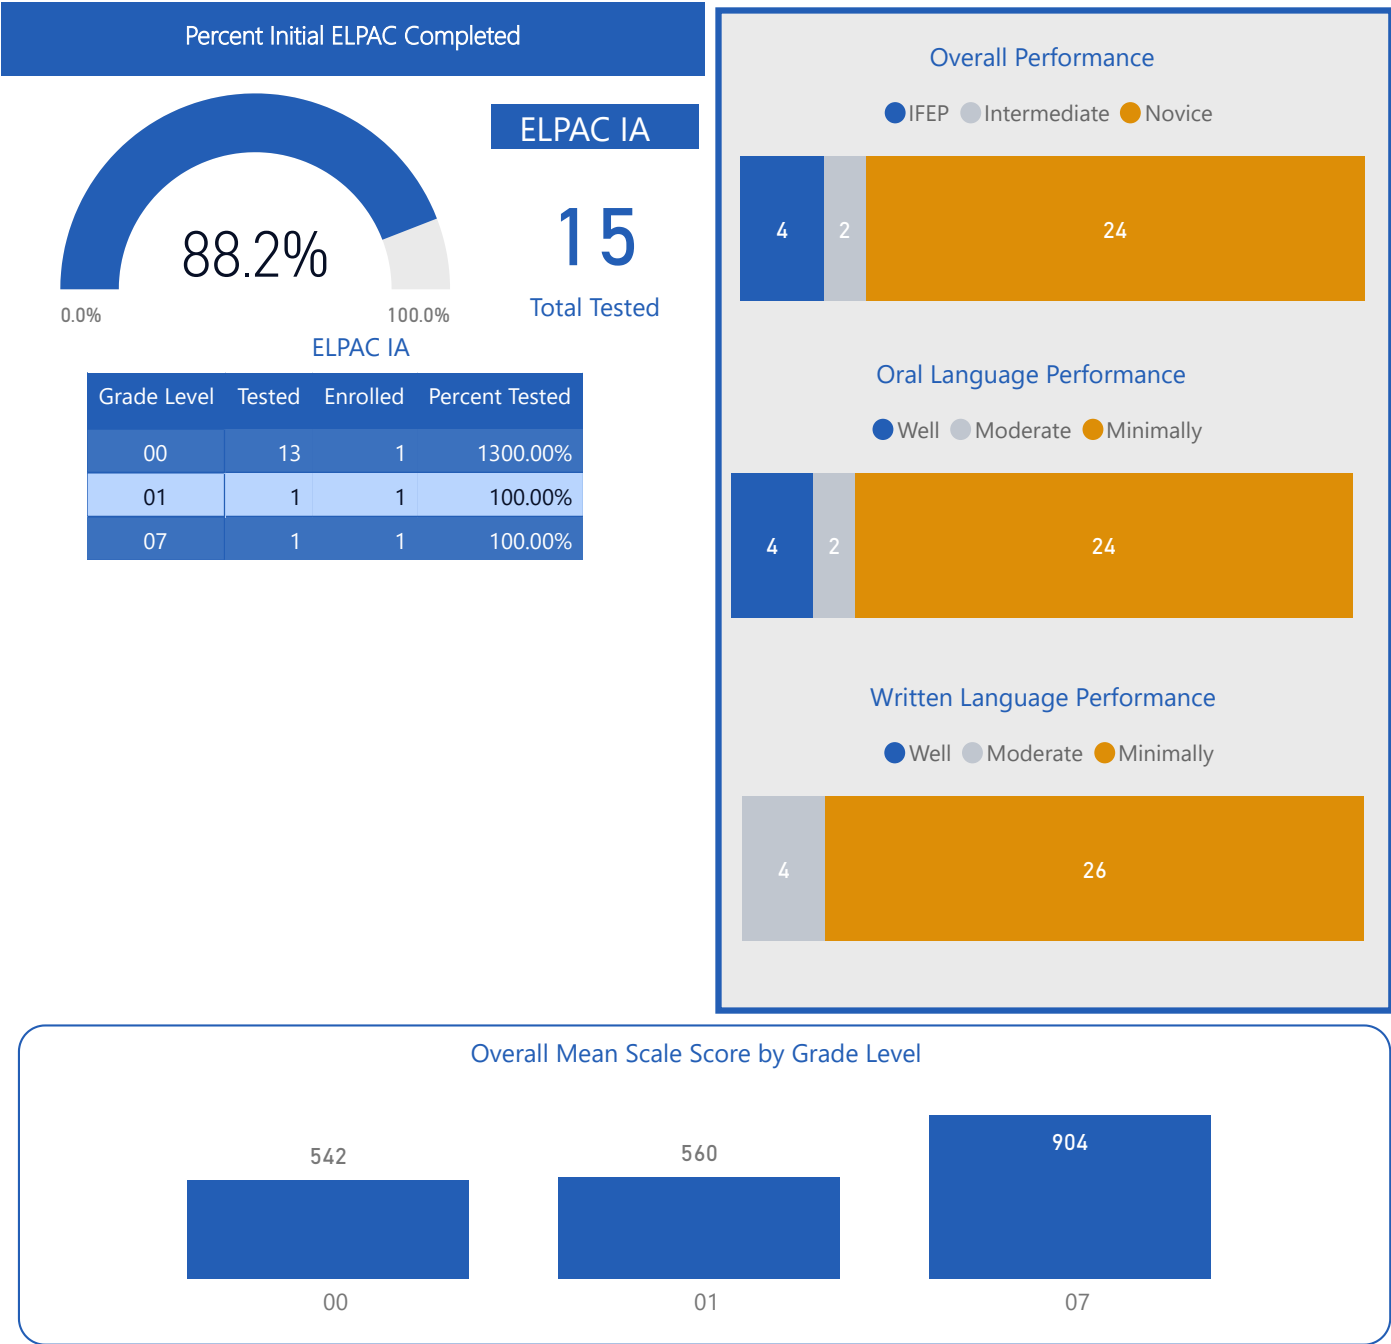 Percent Initial ELPAC Completed
88.2%
0.0%
100.0%
ELPAC IA
15
Total Tested
ELPAC IA
Grade Level Tested Enrolled Percent Tested
00 13 1 1300.00%
01 1 1 100.00%
07 1 1 100.00%
Overall Performance
IFEP Intermediate Novice
4 2 24
Oral Language Performance
Well Moderate Minimally
4 2 24
Written Language Performance
Well Moderate Minimally
4 26
Overall Mean Scale Score by Grade Level
542 560 904
00 01 07